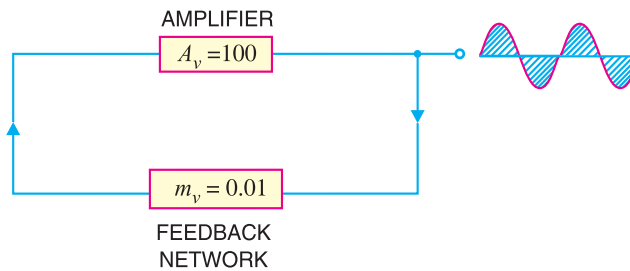 AMPLIFIER
A_v =100
m_v = 0.01
FEEDBACK
NETWORK